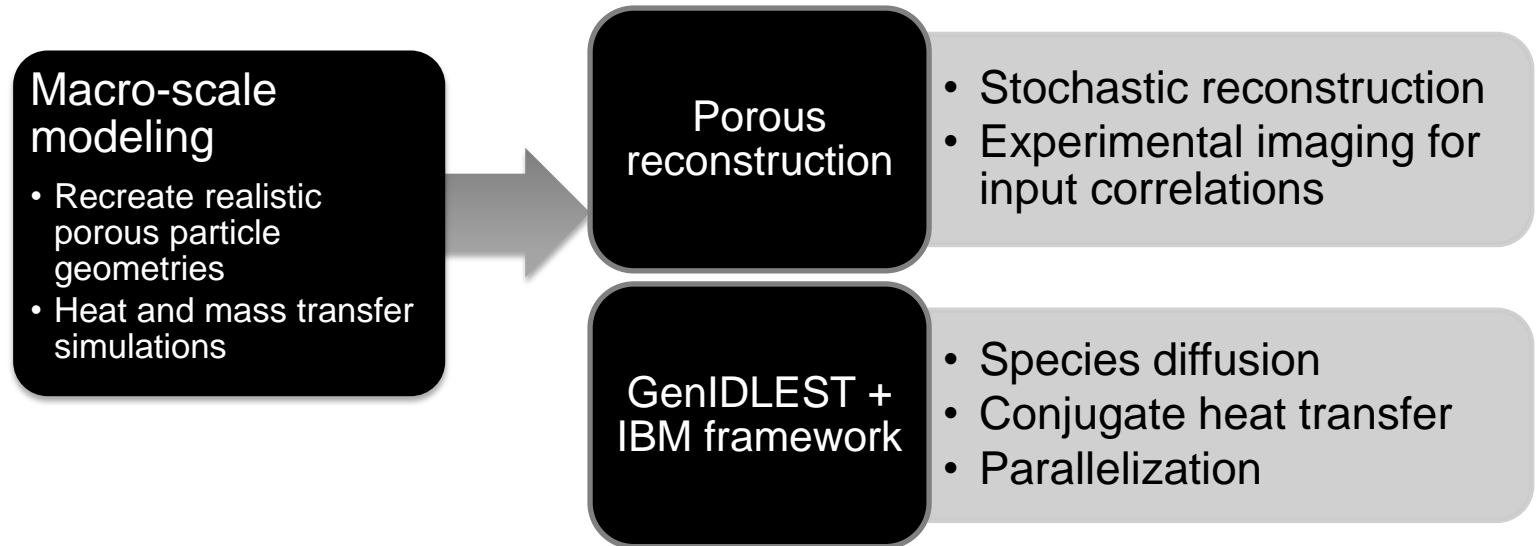 Macro-scale
modeling
• Recreate realistic
porous particle
geometries
• Heat and mass transfer
simulations
Porous
reconstruction
• Stochastic reconstruction
• Experimental imaging for
input correlations
GenIDLEST +
IBM framework
• Species diffusion
• Conjugate heat transfer
• Parallelization